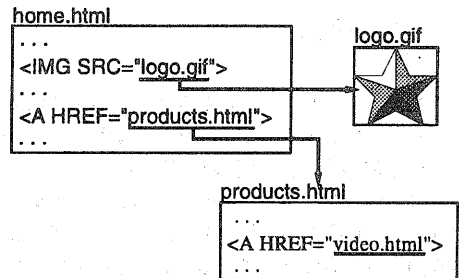 home.html
. . .
<IMG SRC="logo.gif">
. . .
<A HREF="products.html">
. . .
logo.gif
products.html
. . .
<A HREF="video.html">
. . .